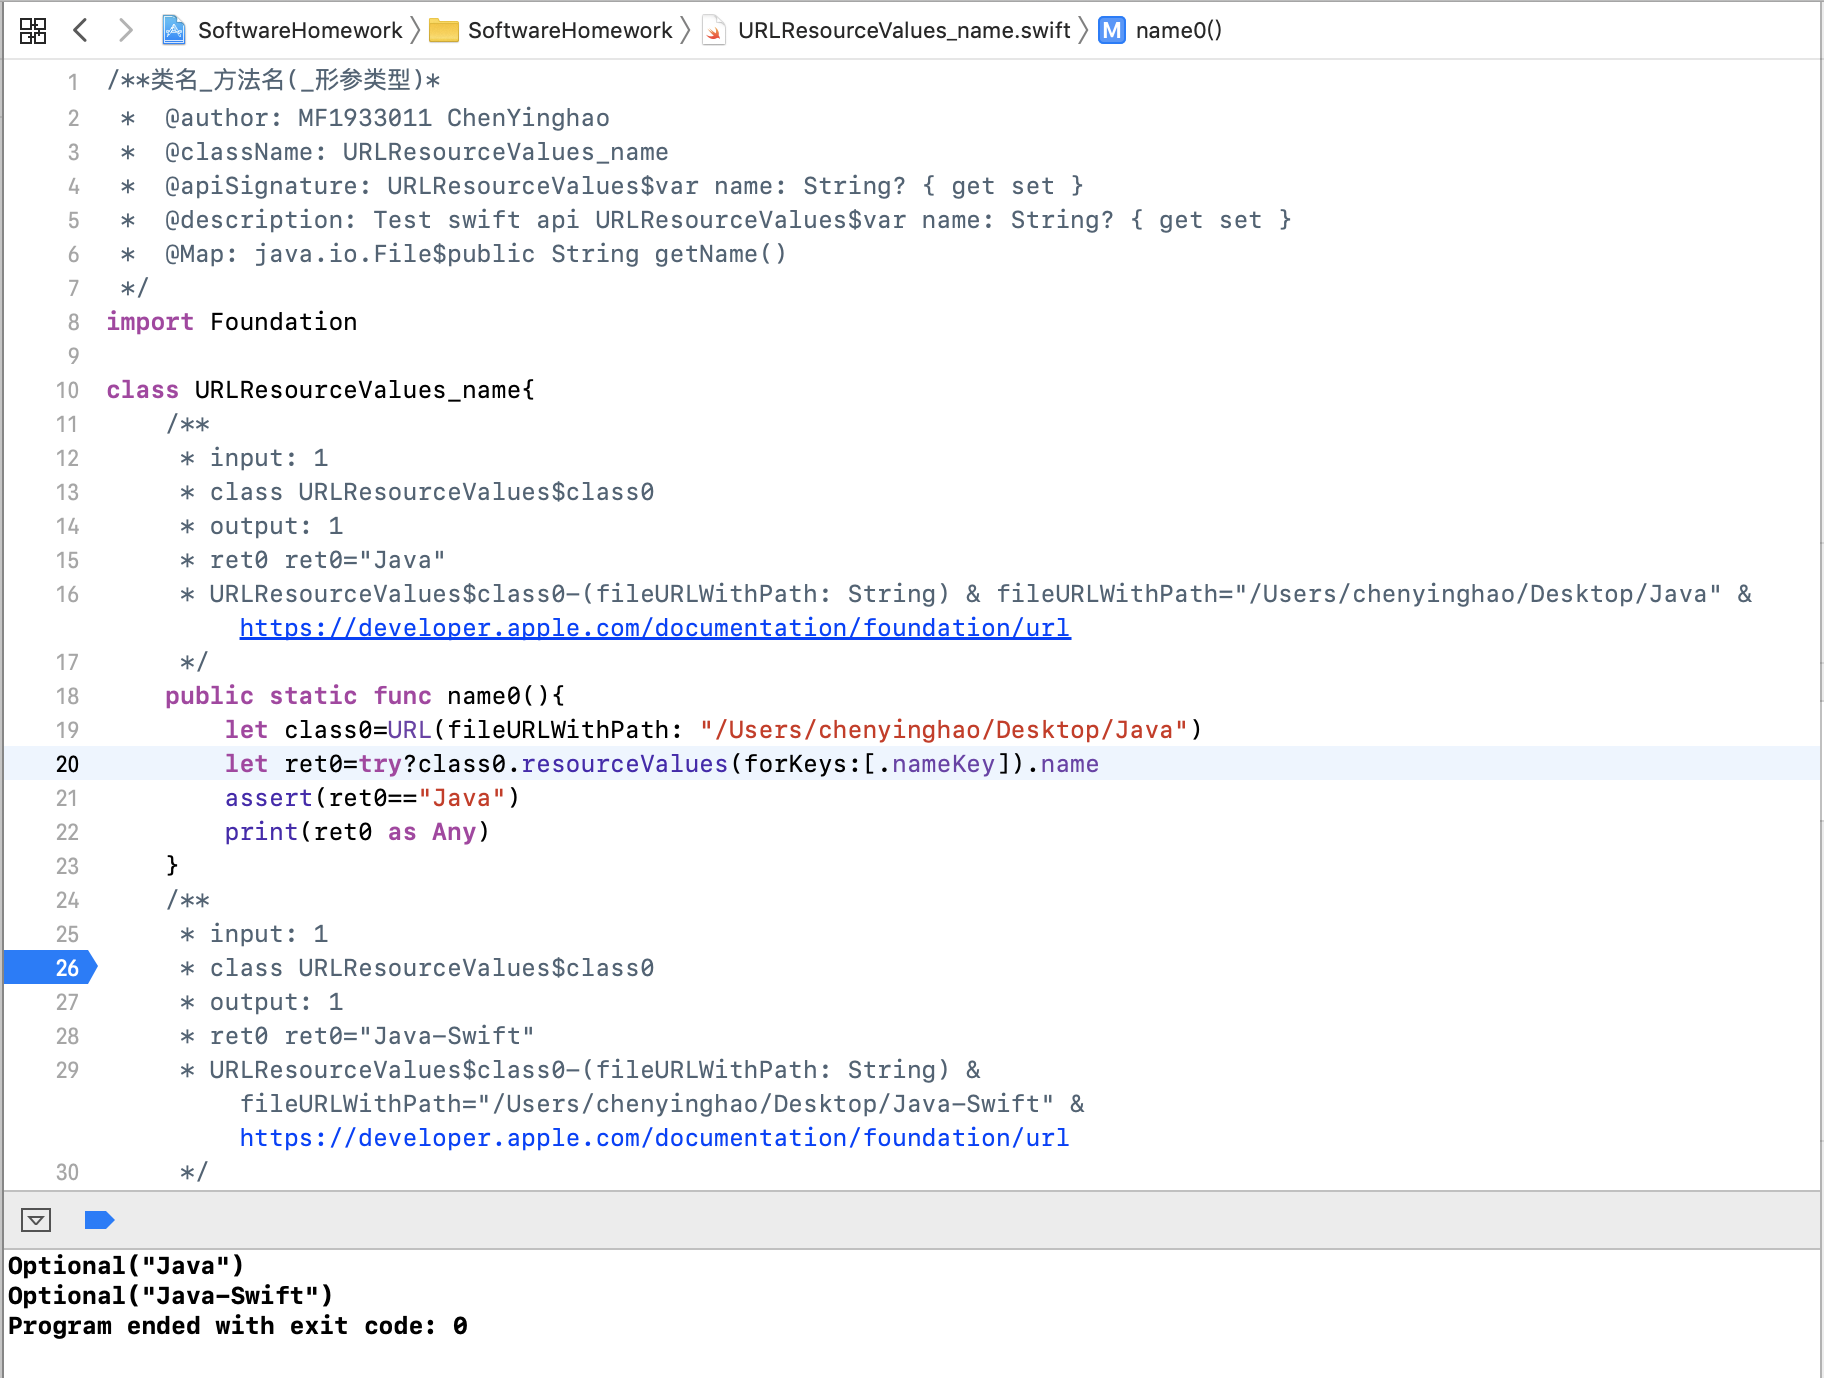 SoftwareHomework 〉 SoftwareHomework 〉 URLResourceValues_name.swift 〉 M name0()
1 /**类名_方法名(_形参类型)*
2  *  @author: MF1933011 ChenYinghao
3  *  @className: URLResourceValues_name
4  *  @apiSignature: URLResourceValues$var name: String? { get set }
5  *  @description: Test swift api URLResourceValues$var name: String? { get set }
6  *  @Map: java.io.File$public String getName()
7  */
8 import Foundation
9
10 class URLResourceValues_name{
11     /**
12      * input: 1
13      * class URLResourceValues$class0
14      * output: 1
15      * ret0 ret0="Java"
16      * URLResourceValues$class0-(fileURLWithPath: String) & fileURLWithPath="/Users/chenyinghao/Desktop/Java" &
https://developer.apple.com/documentation/foundation/url
17      */
18     public static func name0(){
19         let class0=URL(fileURLWithPath: "/Users/chenyinghao/Desktop/Java")
20         let ret0=try?class0.resourceValues(forKeys:[.nameKey]).name
21         assert(ret0=="Java")
22         print(ret0 as Any)
23     }
24     /**
25      * input: 1
26      * class URLResourceValues$class0
27      * output: 1
28      * ret0 ret0="Java-Swift"
29      * URLResourceValues$class0-(fileURLWithPath: String) &
fileURLWithPath="/Users/chenyinghao/Desktop/Java-Swift" &
https://developer.apple.com/documentation/foundation/url
30      */
Optional("Java")
Optional("Java-Swift")
Program ended with exit code: 0